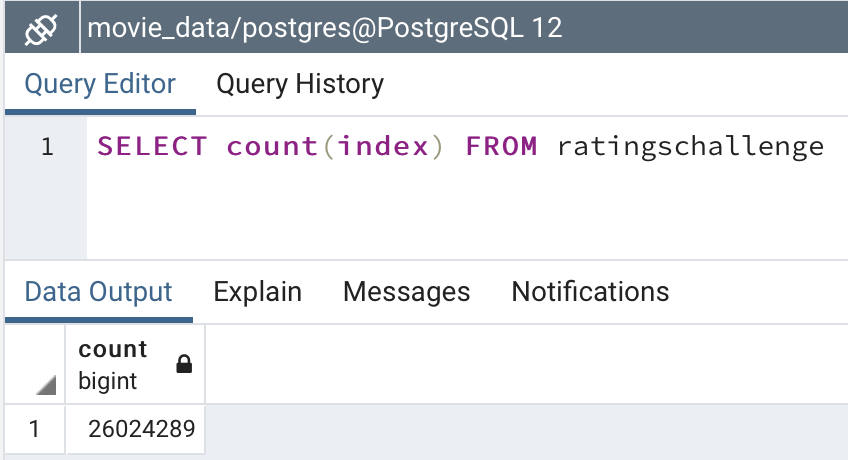 movie_data/postgres@PostgreSQL 12
Query Editor Query History
1 SELECT count(index) FROM ratingschallenge
Data Output Explain Messages Notifications
count
bigint
1 26024289